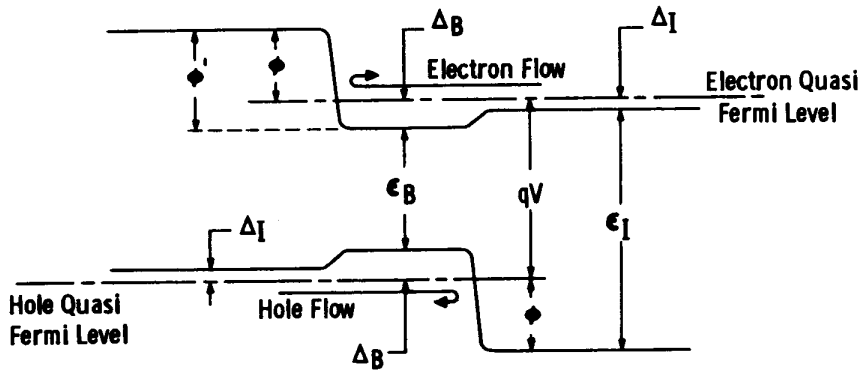 Δ_B
Δ_I
Φ'
Φ
Electron Flow
Electron Quasi
Fermi Level
ϵ_B
qV
ϵ_I
Δ_I
Hole Quasi
Fermi Level
Hole Flow
Φ
Δ_B